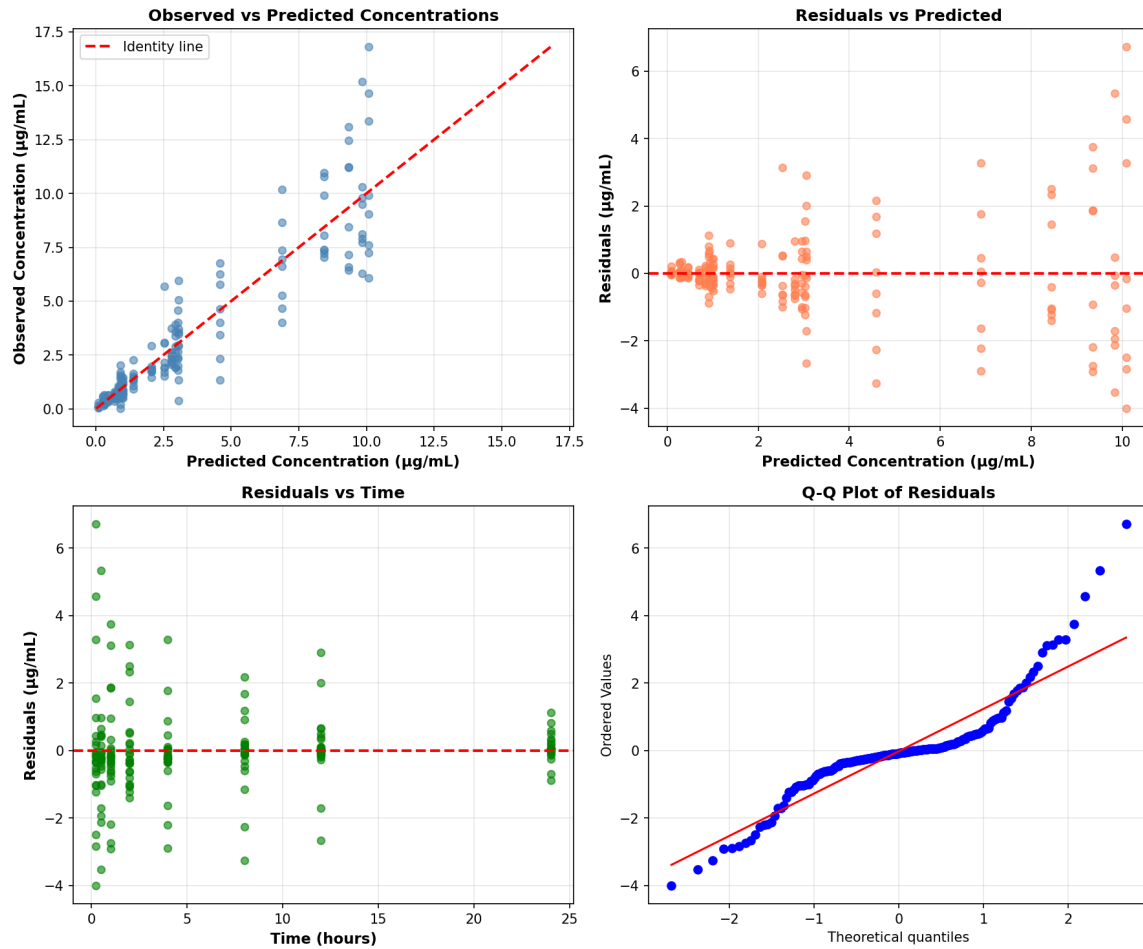 Observed vs Predicted Concentrations
Identity line
Observed Concentration (µg/mL)
17.5
15.0
12.5
10.0
7.5
5.0
2.5
0.0
0.0 2.5 5.0 7.5 10.0 12.5 15.0 17.5
Predicted Concentration (µg/mL)
Residuals vs Predicted
Residuals (µg/mL)
6
4
2
0
−2
−4
0 2 4 6 8 10
Predicted Concentration (µg/mL)
Residuals vs Time
Residuals (µg/mL)
6
4
2
0
−2
−4
0 5 10 15 20 25
Time (hours)
Q-Q Plot of Residuals
Ordered Values
6
4
2
0
−2
−4
−2 −1 0 1 2
Theoretical quantiles